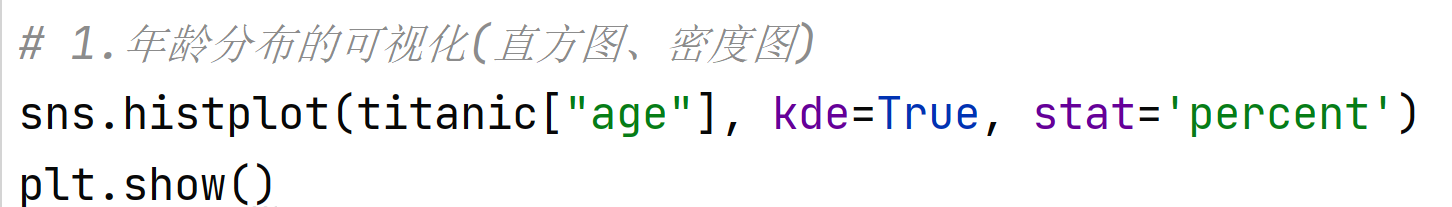 # 1.年龄分布的可视化(直方图、密度图)
sns.histplot(titanic["age"], kde=True, stat='percent')
plt.show()